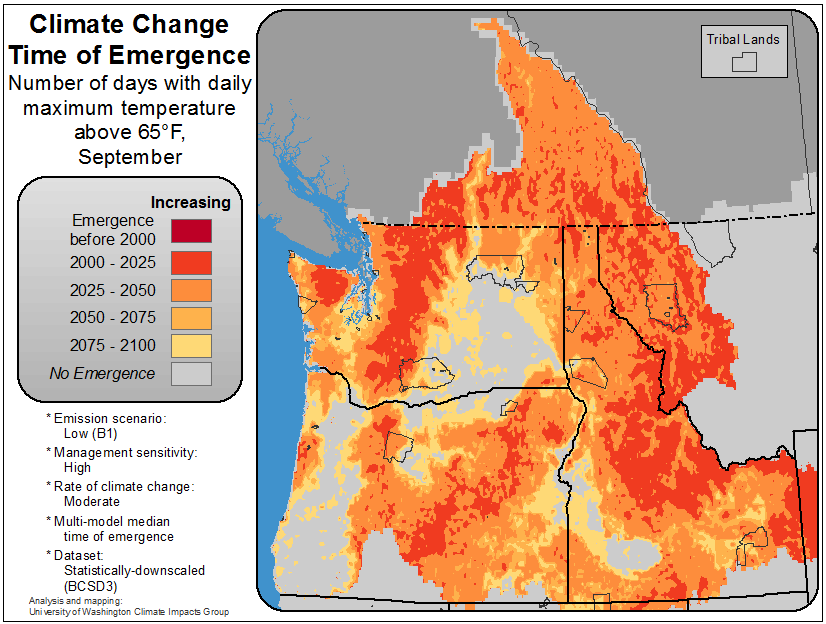 Climate Change
Time of Emergence
Number of days with daily
maximum temperature
above 65°F,
September
Increasing
Emergence
before 2000
2000 - 2025
2025 - 2050
2050 - 2075
2075 - 2100
No Emergence
* Emission scenario:
Low (B1)
* Management sensitivity:
High
* Rate of climate change:
Moderate
* Multi-model median
time of emergence
* Dataset:
Statistically-downscaled
(BCSD3)
Analysis and mapping:
University of Washington Climate Impacts Group
Tribal Lands